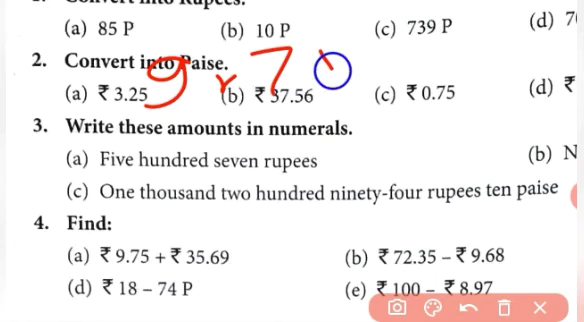 (a) 85 P (b) 10 P (c) 739 P (d) 7
2. Convert into Paise.
(a) ₹ 3.25 (b) ₹ 37.56 (c) ₹ 0.75 (d) ₹
3. Write these amounts in numerals.
(a) Five hundred seven rupees (b) N
(c) One thousand two hundred ninety-four rupees ten paise
4. Find:
(a) ₹ 9.75 + ₹ 35.69 (b) ₹ 72.35 – ₹ 9.68
(d) ₹ 18 – 74 P (e) ₹ 100 – ₹ 8.97